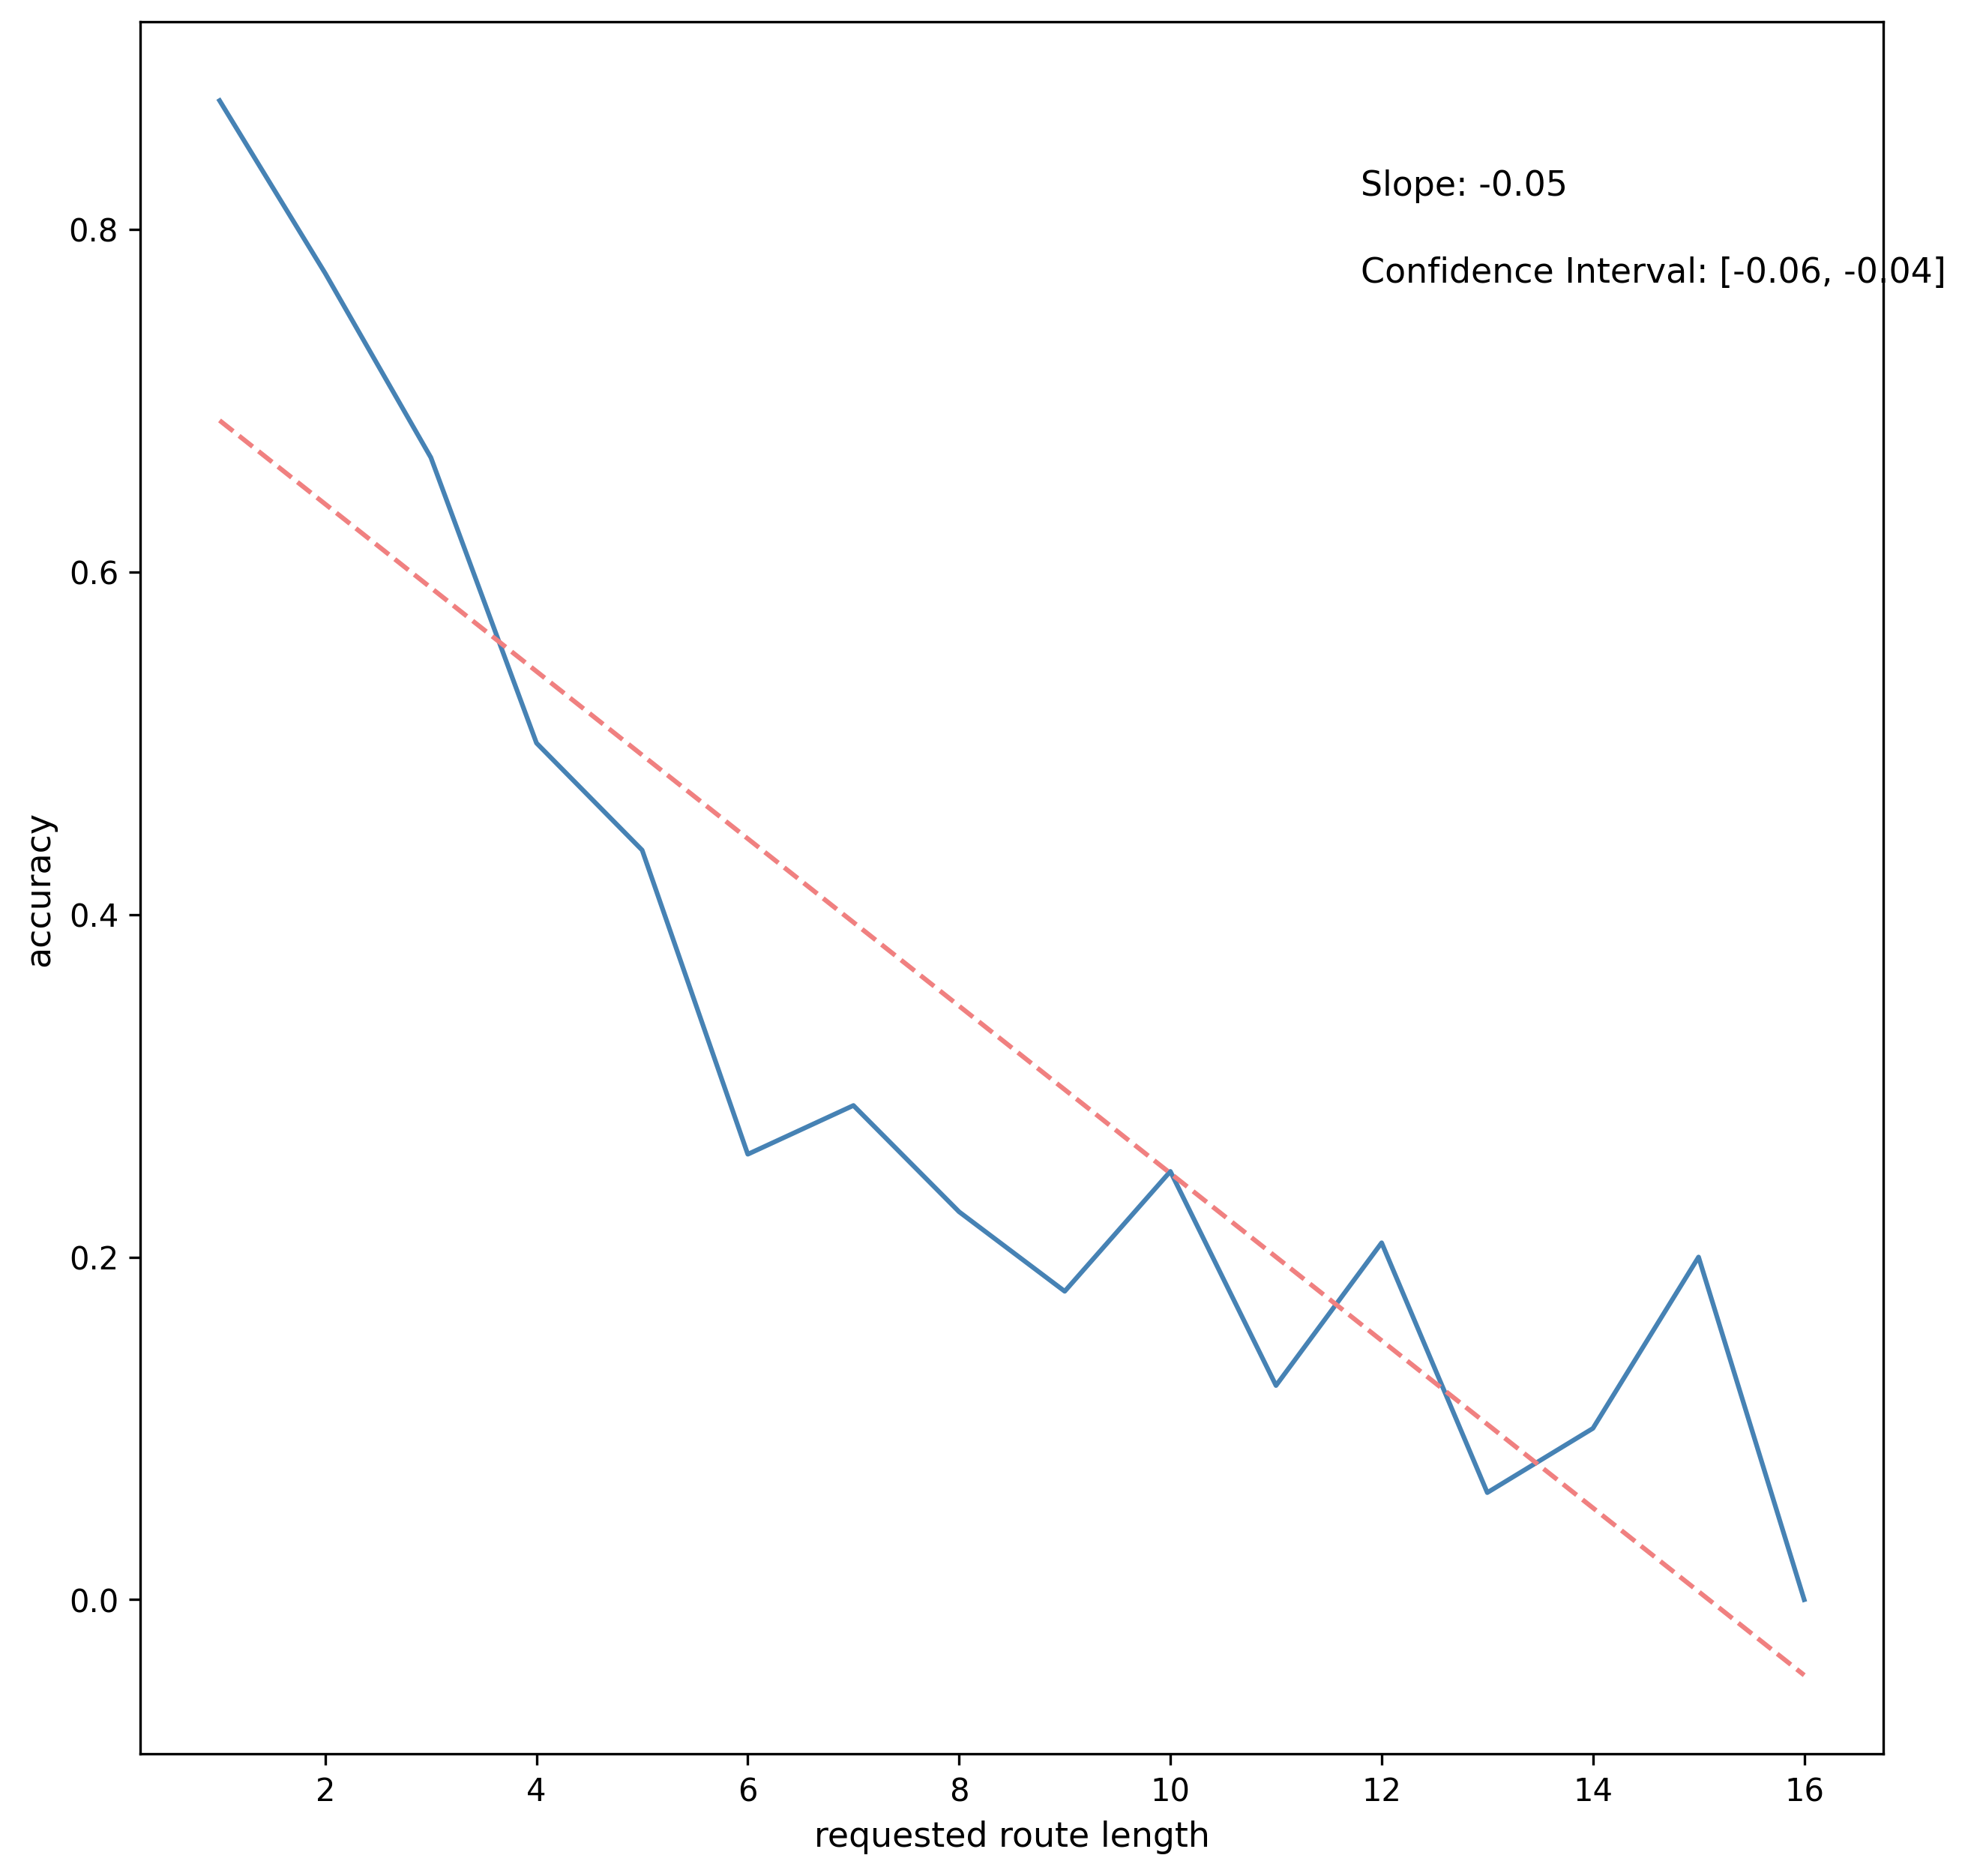 Slope: -0.05
Confidence Interval: [-0.06, -0.04]
accuracy
0.8
0.6
0.4
0.2
0.0
2 4 6 8 10 12 14 16
requested route length